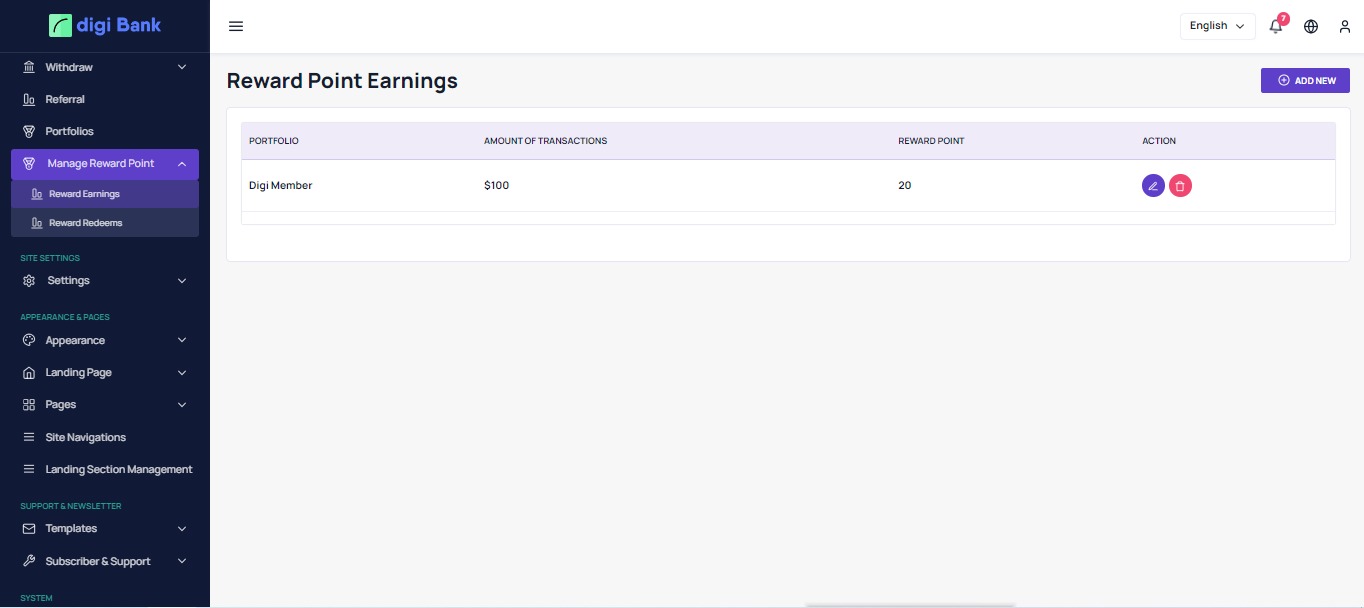 digi Bank
English
7
Withdraw
Referral
Portfolios
Manage Reward Point
Reward Earnings
Reward Redeems
SITE SETTINGS
Settings
APPEARANCE & PAGES
Appearance
Landing Page
Pages
Site Navigations
Landing Section Management
SUPPORT & NEWSLETTER
Templates
Subscriber & Support
SYSTEM
Reward Point Earnings
ADD NEW
PORTFOLIO AMOUNT OF TRANSACTIONS REWARD POINT ACTION
Digi Member $100 20